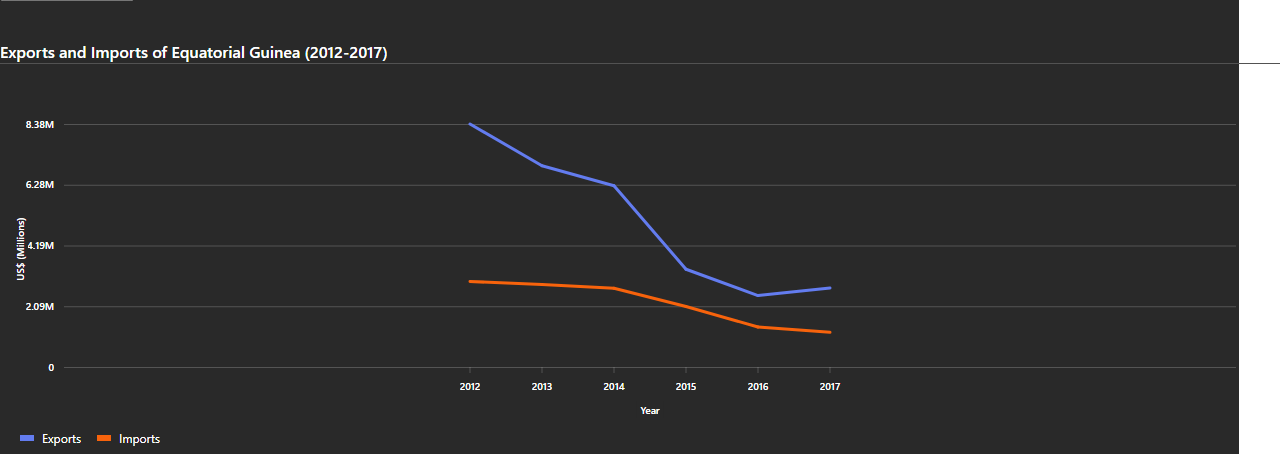 Exports and Imports of Equatorial Guinea (2012-2017)
8.38M
6.28M
4.19M
2.09M
0
US$ (Millions)
2012 2013 2014 2015 2016 2017
Year
Exports Imports